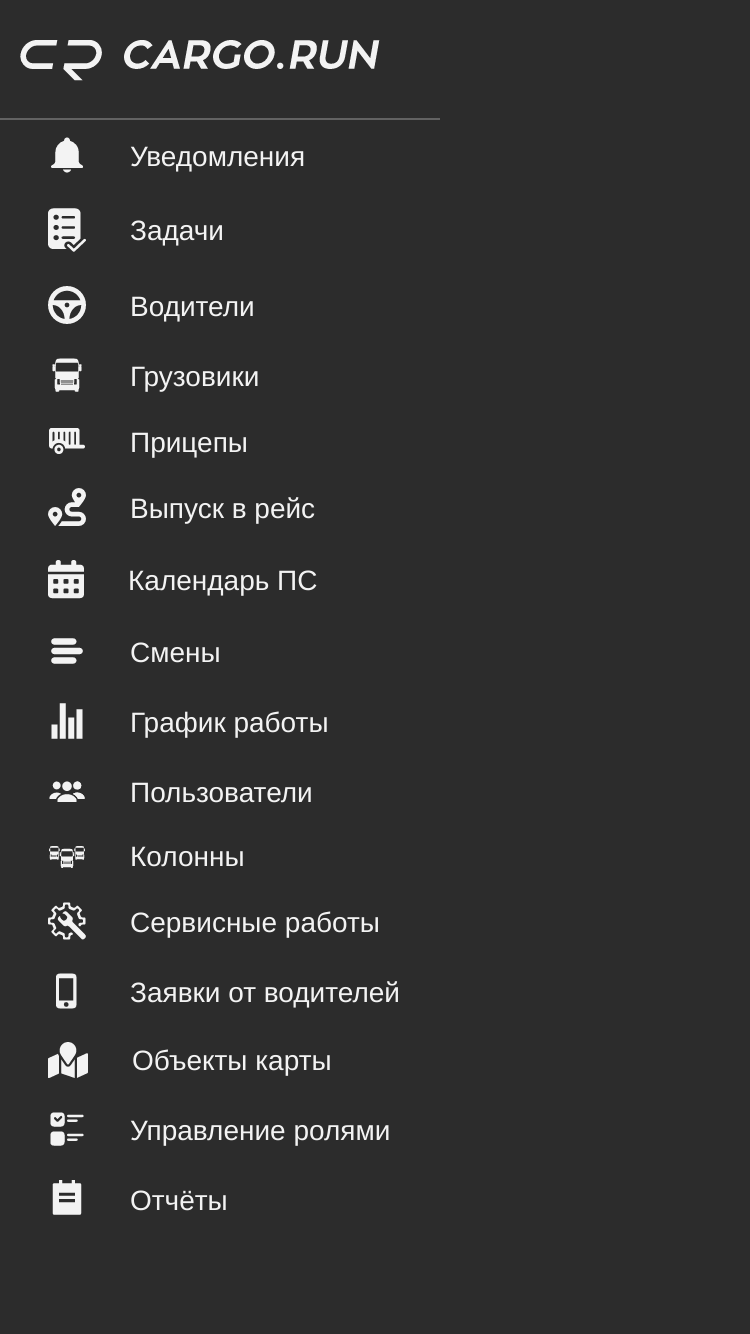 CARGO.RUN
Уведомления
Задачи
Водители
Грузовики
Прицепы
Выпуск в рейс
Календарь ПС
Смены
График работы
Пользователи
Колонны
Сервисные работы
Заявки от водителей
Объекты карты
Управление ролями
Отчёты